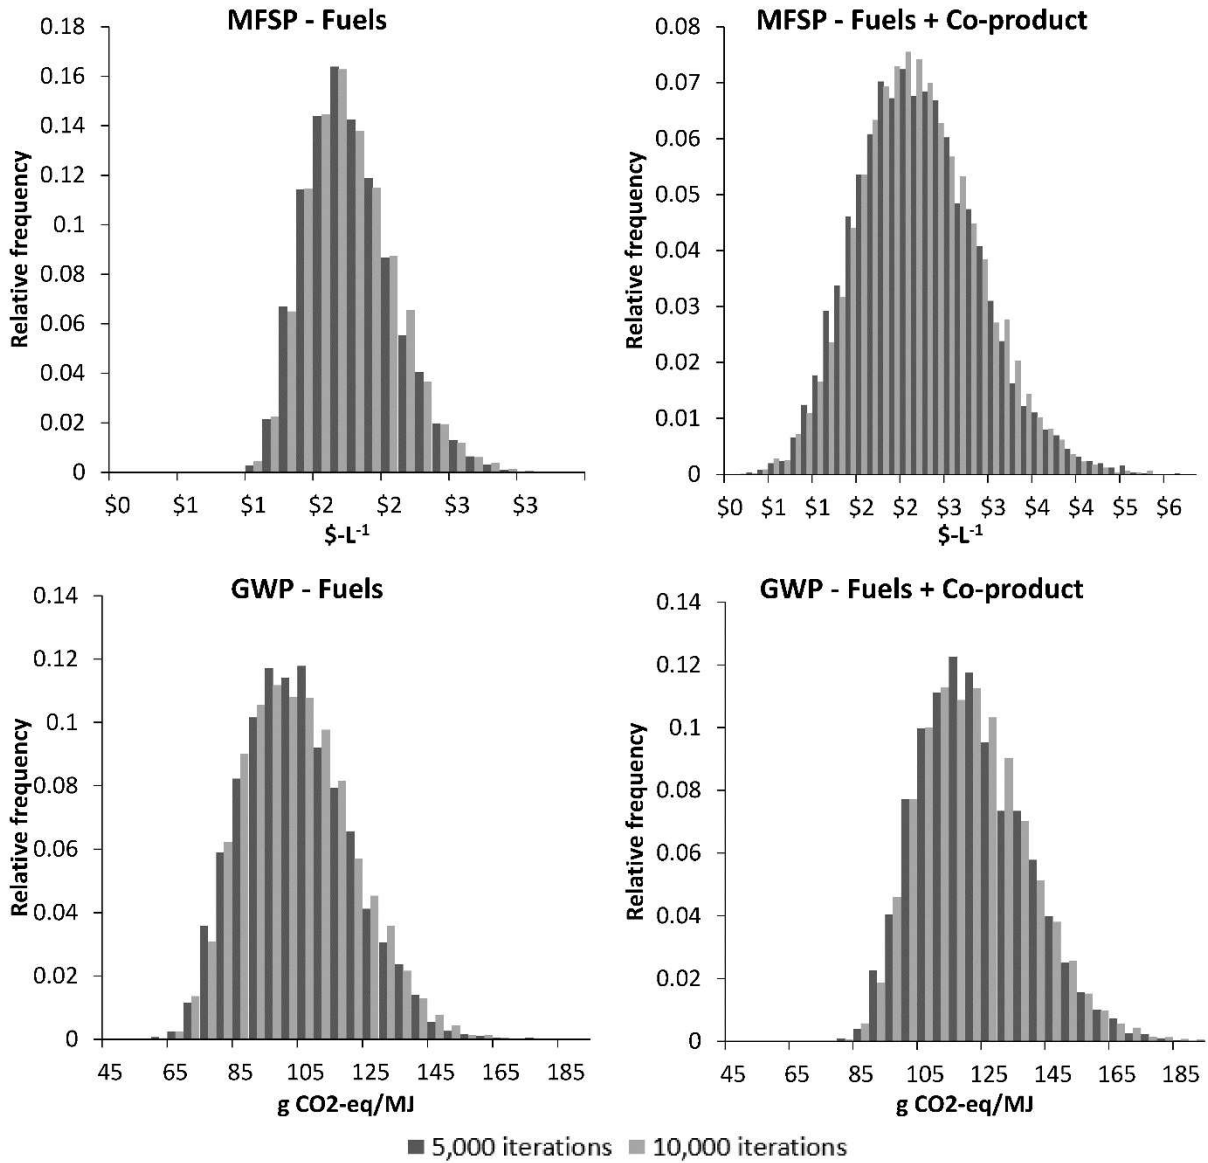 MFSP - Fuels
Relative frequency
0.18
0.16
0.14
0.12
0.1
0.08
0.06
0.04
0.02
0
$0 $1 $1 $2 $2 $3 $3
$-L⁻¹
MFSP - Fuels + Co-product
Relative frequency
0.08
0.07
0.06
0.05
0.04
0.03
0.02
0.01
0
$0 $1 $1 $2 $2 $3 $3 $4 $4 $5 $6
$-L⁻¹
GWP - Fuels
Relative frequency
0.14
0.12
0.1
0.08
0.06
0.04
0.02
0
45 65 85 105 125 145 165 185
g CO2-eq/MJ
GWP - Fuels + Co-product
Relative frequency
0.14
0.12
0.1
0.08
0.06
0.04
0.02
0
45 65 85 105 125 145 165 185
g CO2-eq/MJ
5,000 iterations 10,000 iterations